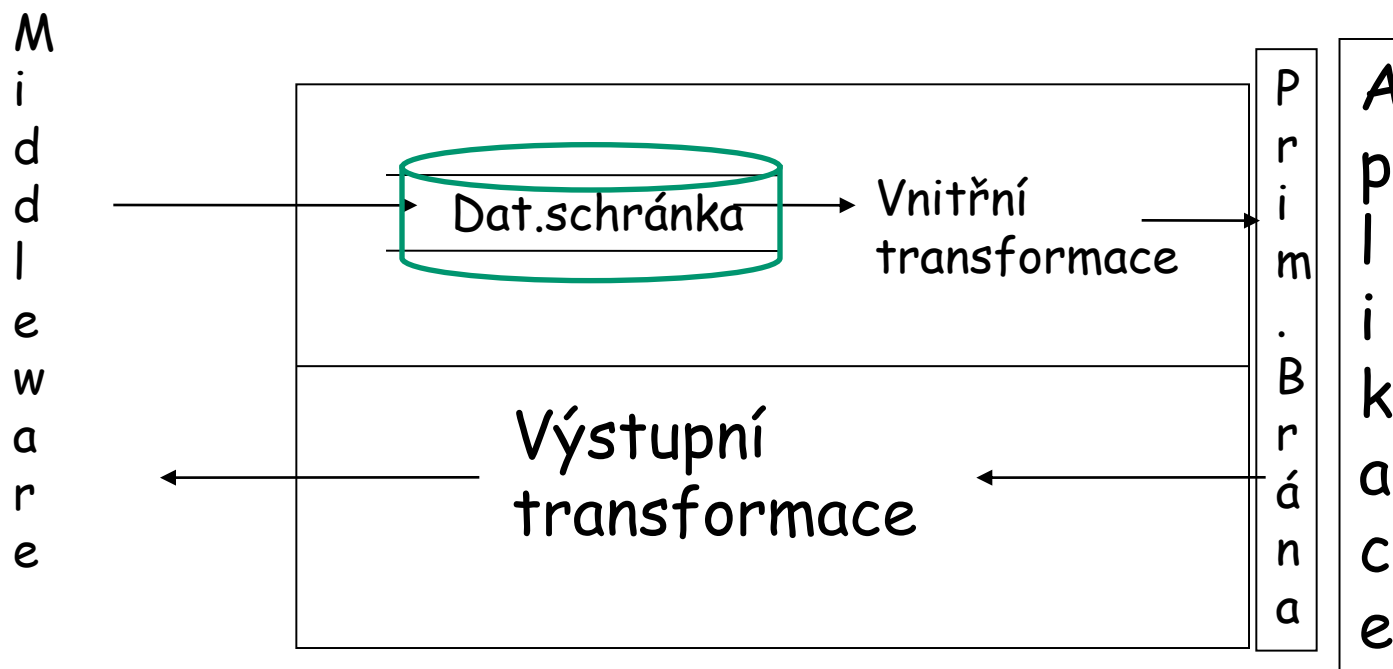 Middleware
Dat.schránka
Vnitřní
transformace
Výstupní
transformace
Prim.Brána
Aplikace